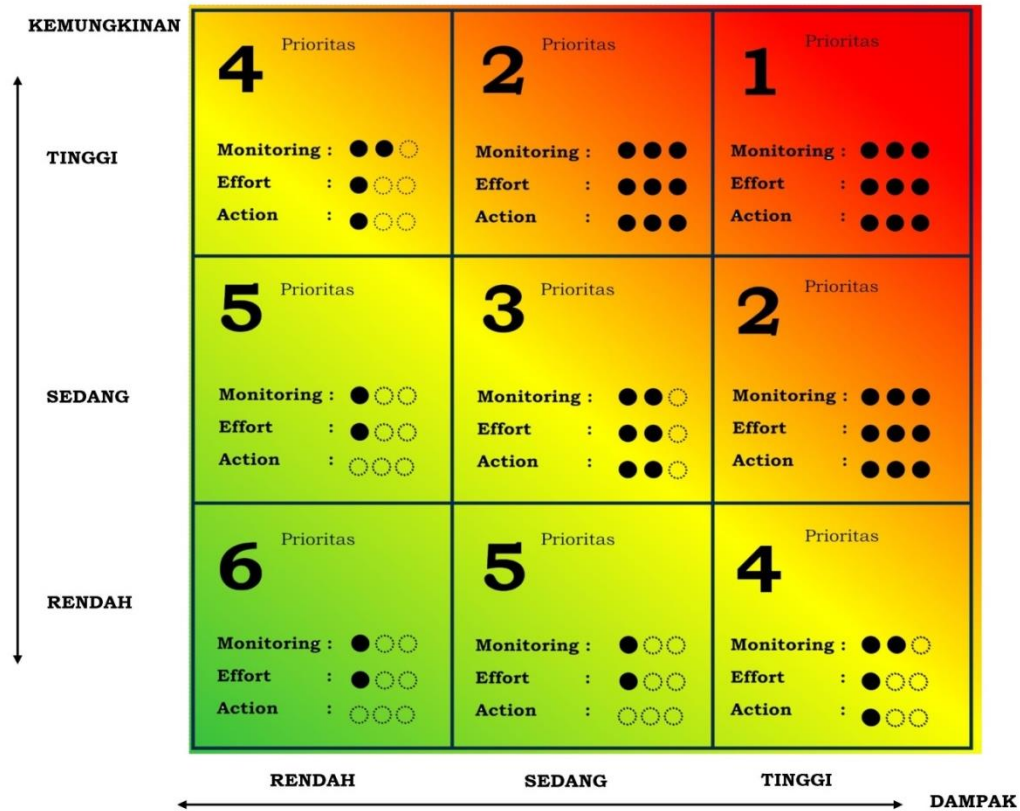 KEMUNGKINAN
4 Prioritas
Monitoring :
Effort :
Action :
2 Prioritas
Monitoring :
Effort :
Action :
1 Prioritas
Monitoring :
Effort :
Action :
TINGGI
5 Prioritas
Monitoring :
Effort :
Action :
3 Prioritas
Monitoring :
Effort :
Action :
2 Prioritas
Monitoring :
Effort :
Action :
SEDANG
6 Prioritas
Monitoring :
Effort :
Action :
5 Prioritas
Monitoring :
Effort :
Action :
4 Prioritas
Monitoring :
Effort :
Action :
RENDAH
RENDAH SEDANG TINGGI
DAMPAK